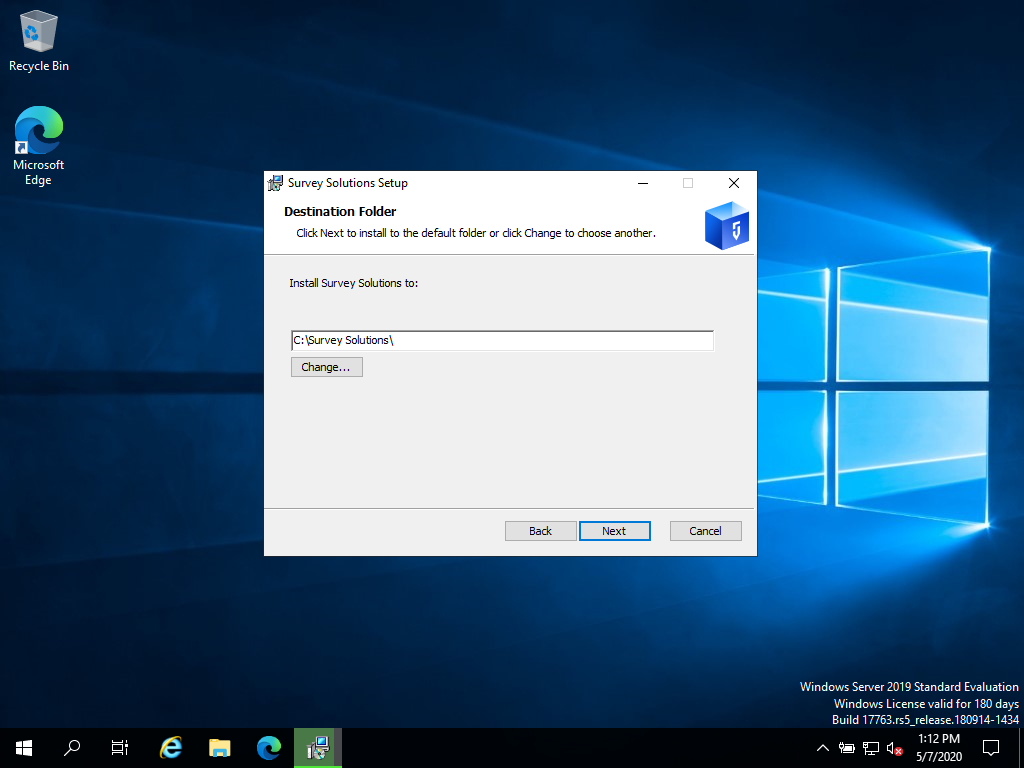 Recycle Bin
Microsoft
Edge
Survey Solutions Setup
Destination Folder
Click Next to install to the default folder or click Change to choose another.
Install Survey Solutions to:
C:\Survey Solutions\
Change...
Back
Next
Cancel
Windows Server 2019 Standard Evaluation
Windows License valid for 180 days
Build 17763.rs5_release.180914-1434
1:12 PM
5/7/2020